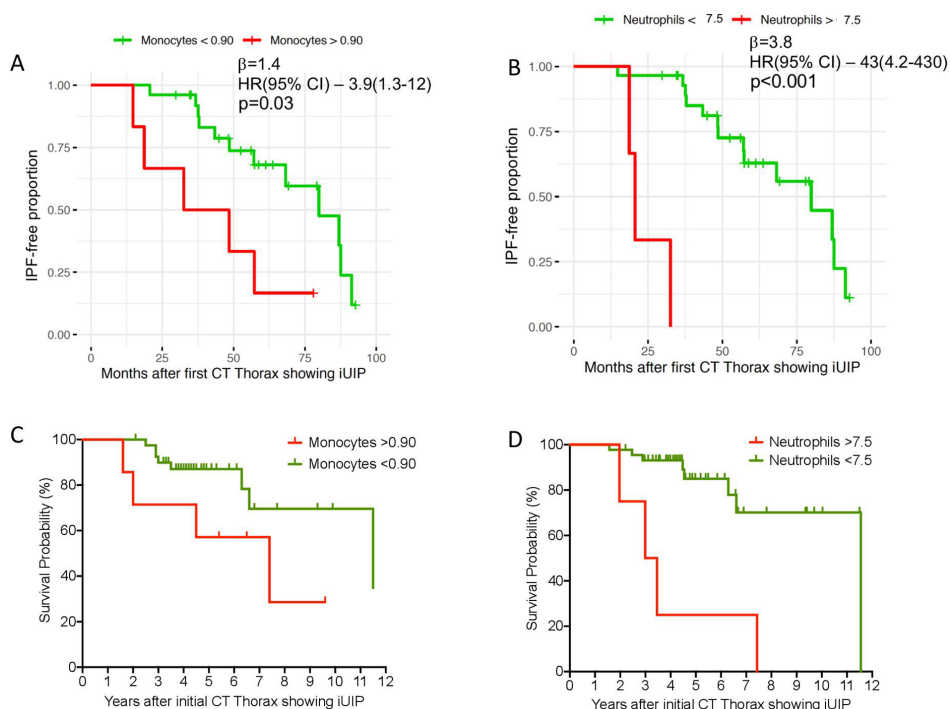 A
Monocytes < 0.90 Monocytes > 0.90
β=1.4
HR(95% CI) – 3.9(1.3-12)
p=0.03
IPF-free proportion
1.00
0.75
0.50
0.25
0.00
0 25 50 75 100
Months after first CT Thorax showing iUIP
B
Neutrophils < 7.5 Neutrophils > 7.5
β=3.8
HR(95% CI) – 43(4.2-430)
p<0.001
IPF-free proportion
1.00
0.75
0.50
0.25
0.00
0 25 50 75 100
Months after first CT Thorax showing iUIP
C
Monocytes >0.90
Monocytes <0.90
Survival Probability (%)
100
80
60
40
20
0
0 1 2 3 4 5 6 7 8 9 10 11 12
Years after initial CT Thorax showing iUIP
D
Neutrophils >7.5
Neutrophils <7.5
Survival Probability (%)
100
80
60
40
20
0
0 1 2 3 4 5 6 7 8 9 10 11 12
Years after initial CT Thorax showing iUIP